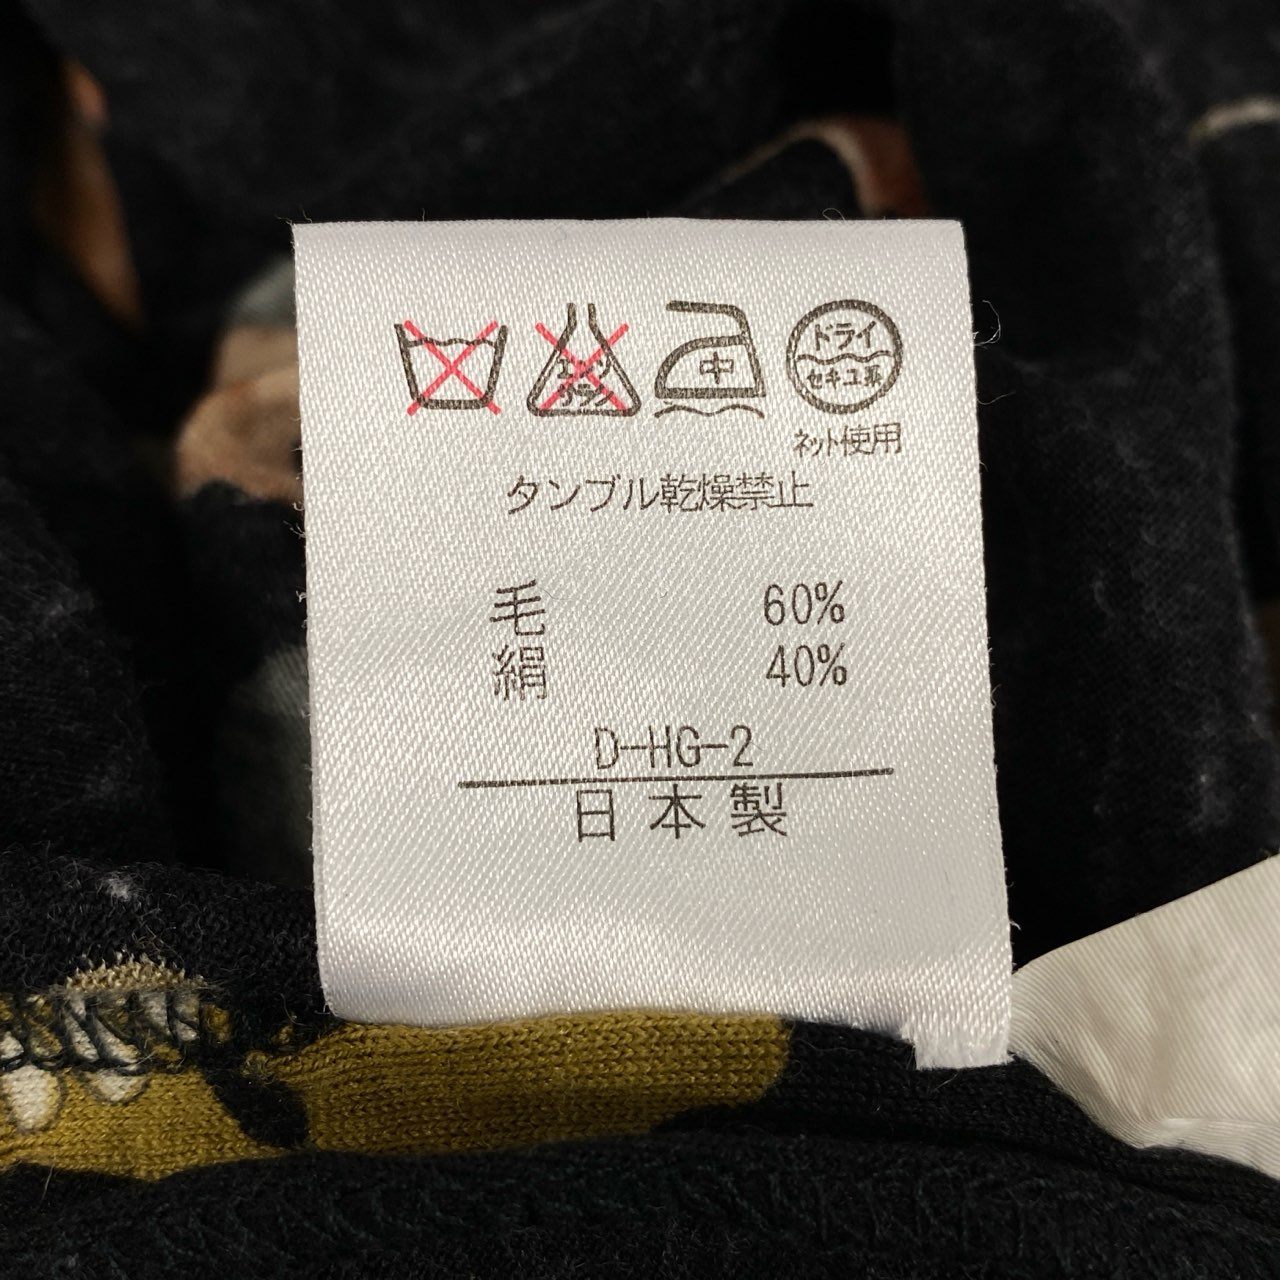 エンソ サラシ
中
ドライ
セキユ系
ネット使用
タンブル乾燥禁止
毛 60%
絹 40%
D-HG-2
日本製